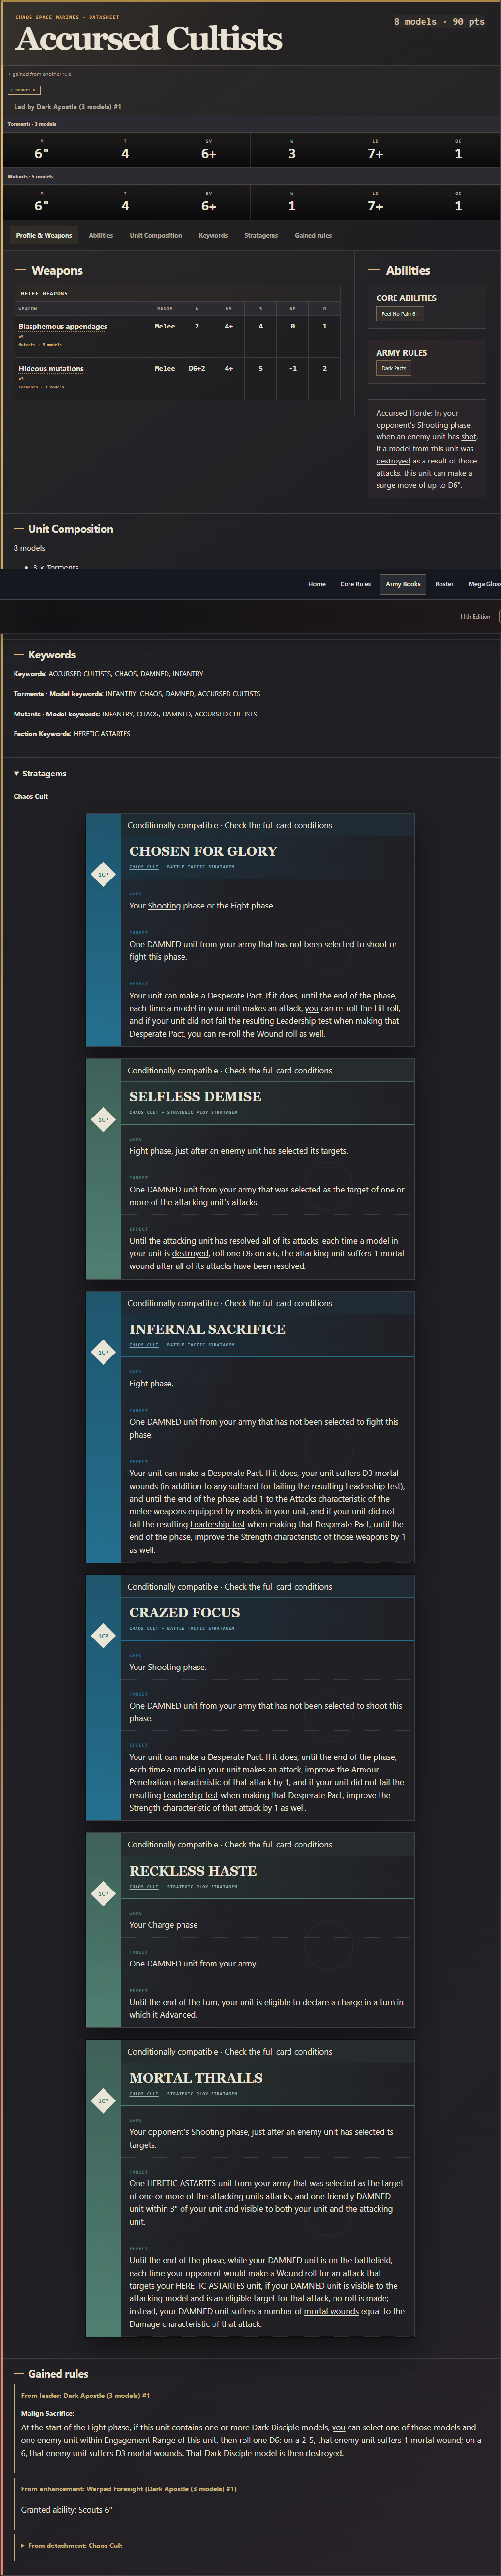 CHAOS SPACE MARINES · DATASHEET
Accursed Cultists
8 models · 90 pts
+ gained from another rule
+ Scouts 6"
Led by Dark Apostle (3 models) #1
Torments · 3 models
M T SV W LD OC
6" 4 6+ 3 7+ 1
Mutants · 5 models
M T SV W LD OC
6" 4 6+ 1 7+ 1
Profile & Weapons Abilities Unit Composition Keywords Stratagems Gained rules
Weapons
MELEE WEAPONS
WEAPON RANGE A WS S AP D
Blasphemous appendages Melee 2 4+ 4 0 1
×5
Mutants · 5 models
Hideous mutations Melee D6+2 4+ 5 -1 2
×3
Torments · 3 models
Abilities
CORE ABILITIES
Feel No Pain 6+
ARMY RULES
Dark Pacts
Accursed Horde: In your
opponent's Shooting phase,
when an enemy unit has shot,
if a model from this unit was
destroyed as a result of those
attacks, this unit can make a
surge move of up to D6".
Unit Composition
8 models
3 × Torments
Home Core Rules Army Books Roster Mega Gloss
11th Edition
Keywords
Keywords: ACCURSED CULTISTS, CHAOS, DAMNED, INFANTRY
Torments · Model keywords: INFANTRY, CHAOS, DAMNED, ACCURSED CULTISTS
Mutants · Model keywords: INFANTRY, CHAOS, DAMNED, ACCURSED CULTISTS
Faction Keywords: HERETIC ASTARTES
▼ Stratagems
Chaos Cult
Conditionally compatible · Check the full card conditions
1CP
CHOSEN FOR GLORY
CHAOS CULT – BATTLE TACTIC STRATAGEM
WHEN
Your Shooting phase or the Fight phase.
TARGET
One DAMNED unit from your army that has not been selected to shoot or
fight this phase.
EFFECT
Your unit can make a Desperate Pact. If it does, until the end of the phase,
each time a model in your unit makes an attack, you can re-roll the Hit roll,
and if your unit did not fail the resulting Leadership test when making that
Desperate Pact, you can re-roll the Wound roll as well.
Conditionally compatible · Check the full card conditions
1CP
SELFLESS DEMISE
CHAOS CULT – STRATEGIC PLOY STRATAGEM
WHEN
Fight phase, just after an enemy unit has selected its targets.
TARGET
One DAMNED unit from your army that was selected as the target of one or
more of the attacking unit's attacks.
EFFECT
Until the attacking unit has resolved all of its attacks, each time a model in
your unit is destroyed, roll one D6 on a 6, the attacking unit suffers 1 mortal
wound after all of its attacks have been resolved.
Conditionally compatible · Check the full card conditions
1CP
INFERNAL SACRIFICE
CHAOS CULT – BATTLE TACTIC STRATAGEM
WHEN
Fight phase.
TARGET
One DAMNED unit from your army that has not been selected to fight this
phase.
EFFECT
Your unit can make a Desperate Pact. If it does, your unit suffers D3 mortal
wounds (in addition to any suffered for failing the resulting Leadership test),
and until the end of the phase, add 1 to the Attacks characteristic of the
melee weapons equipped by models in your unit, and if your unit did not
fail the resulting Leadership test when making that Desperate Pact, until the
end of the phase, improve the Strength characteristic of those weapons by 1
as well.
Conditionally compatible · Check the full card conditions
1CP
CRAZED FOCUS
CHAOS CULT – BATTLE TACTIC STRATAGEM
WHEN
Your Shooting phase.
TARGET
One DAMNED unit from your army that has not been selected to shoot this
phase.
EFFECT
Your unit can make a Desperate Pact. If it does, until the end of the phase,
each time a model in your unit makes an attack, improve the Armour
Penetration characteristic of that attack by 1, and if your unit did not fail the
resulting Leadership test when making that Desperate Pact, improve the
Strength characteristic of that attack by 1 as well.
Conditionally compatible · Check the full card conditions
1CP
RECKLESS HASTE
CHAOS CULT – STRATEGIC PLOY STRATAGEM
WHEN
Your Charge phase
TARGET
One DAMNED unit from your army.
EFFECT
Until the end of the turn, your unit is eligible to declare a charge in a turn in
which it Advanced.
Conditionally compatible · Check the full card conditions
1CP
MORTAL THRALLS
CHAOS CULT – STRATEGIC PLOY STRATAGEM
WHEN
Your opponent's Shooting phase, just after an enemy unit has selected ts
targets.
TARGET
One HERETIC ASTARTES unit from your army that was selected as the target
of one or more of the attacking units attacks, and one friendly DAMNED
unit within 3" of your unit and visible to both your unit and the attacking
unit.
EFFECT
Until the end of the phase, while your DAMNED unit is on the battlefield,
each time your opponent would make a Wound roll for an attack that
targets your HERETIC ASTARTES unit, if your DAMNED unit is visible to the
attacking model and is an eligible target for that attack, no roll is made;
instead, your DAMNED unit suffers a number of mortal wounds equal to the
Damage characteristic of that attack.
Gained rules
From leader: Dark Apostle (3 models) #1
Malign Sacrifice:
At the start of the Fight phase, if this unit contains one or more Dark Disciple models, you can select one of those models and
one enemy unit within Engagement Range of this unit, then roll one D6: on a 2-5, that enemy unit suffers 1 mortal wound; on a
6, that enemy unit suffers D3 mortal wounds. That Dark Disciple model is then destroyed.
From enhancement: Warped Foresight (Dark Apostle (3 models) #1)
Granted ability: Scouts 6"
▶ From detachment: Chaos Cult